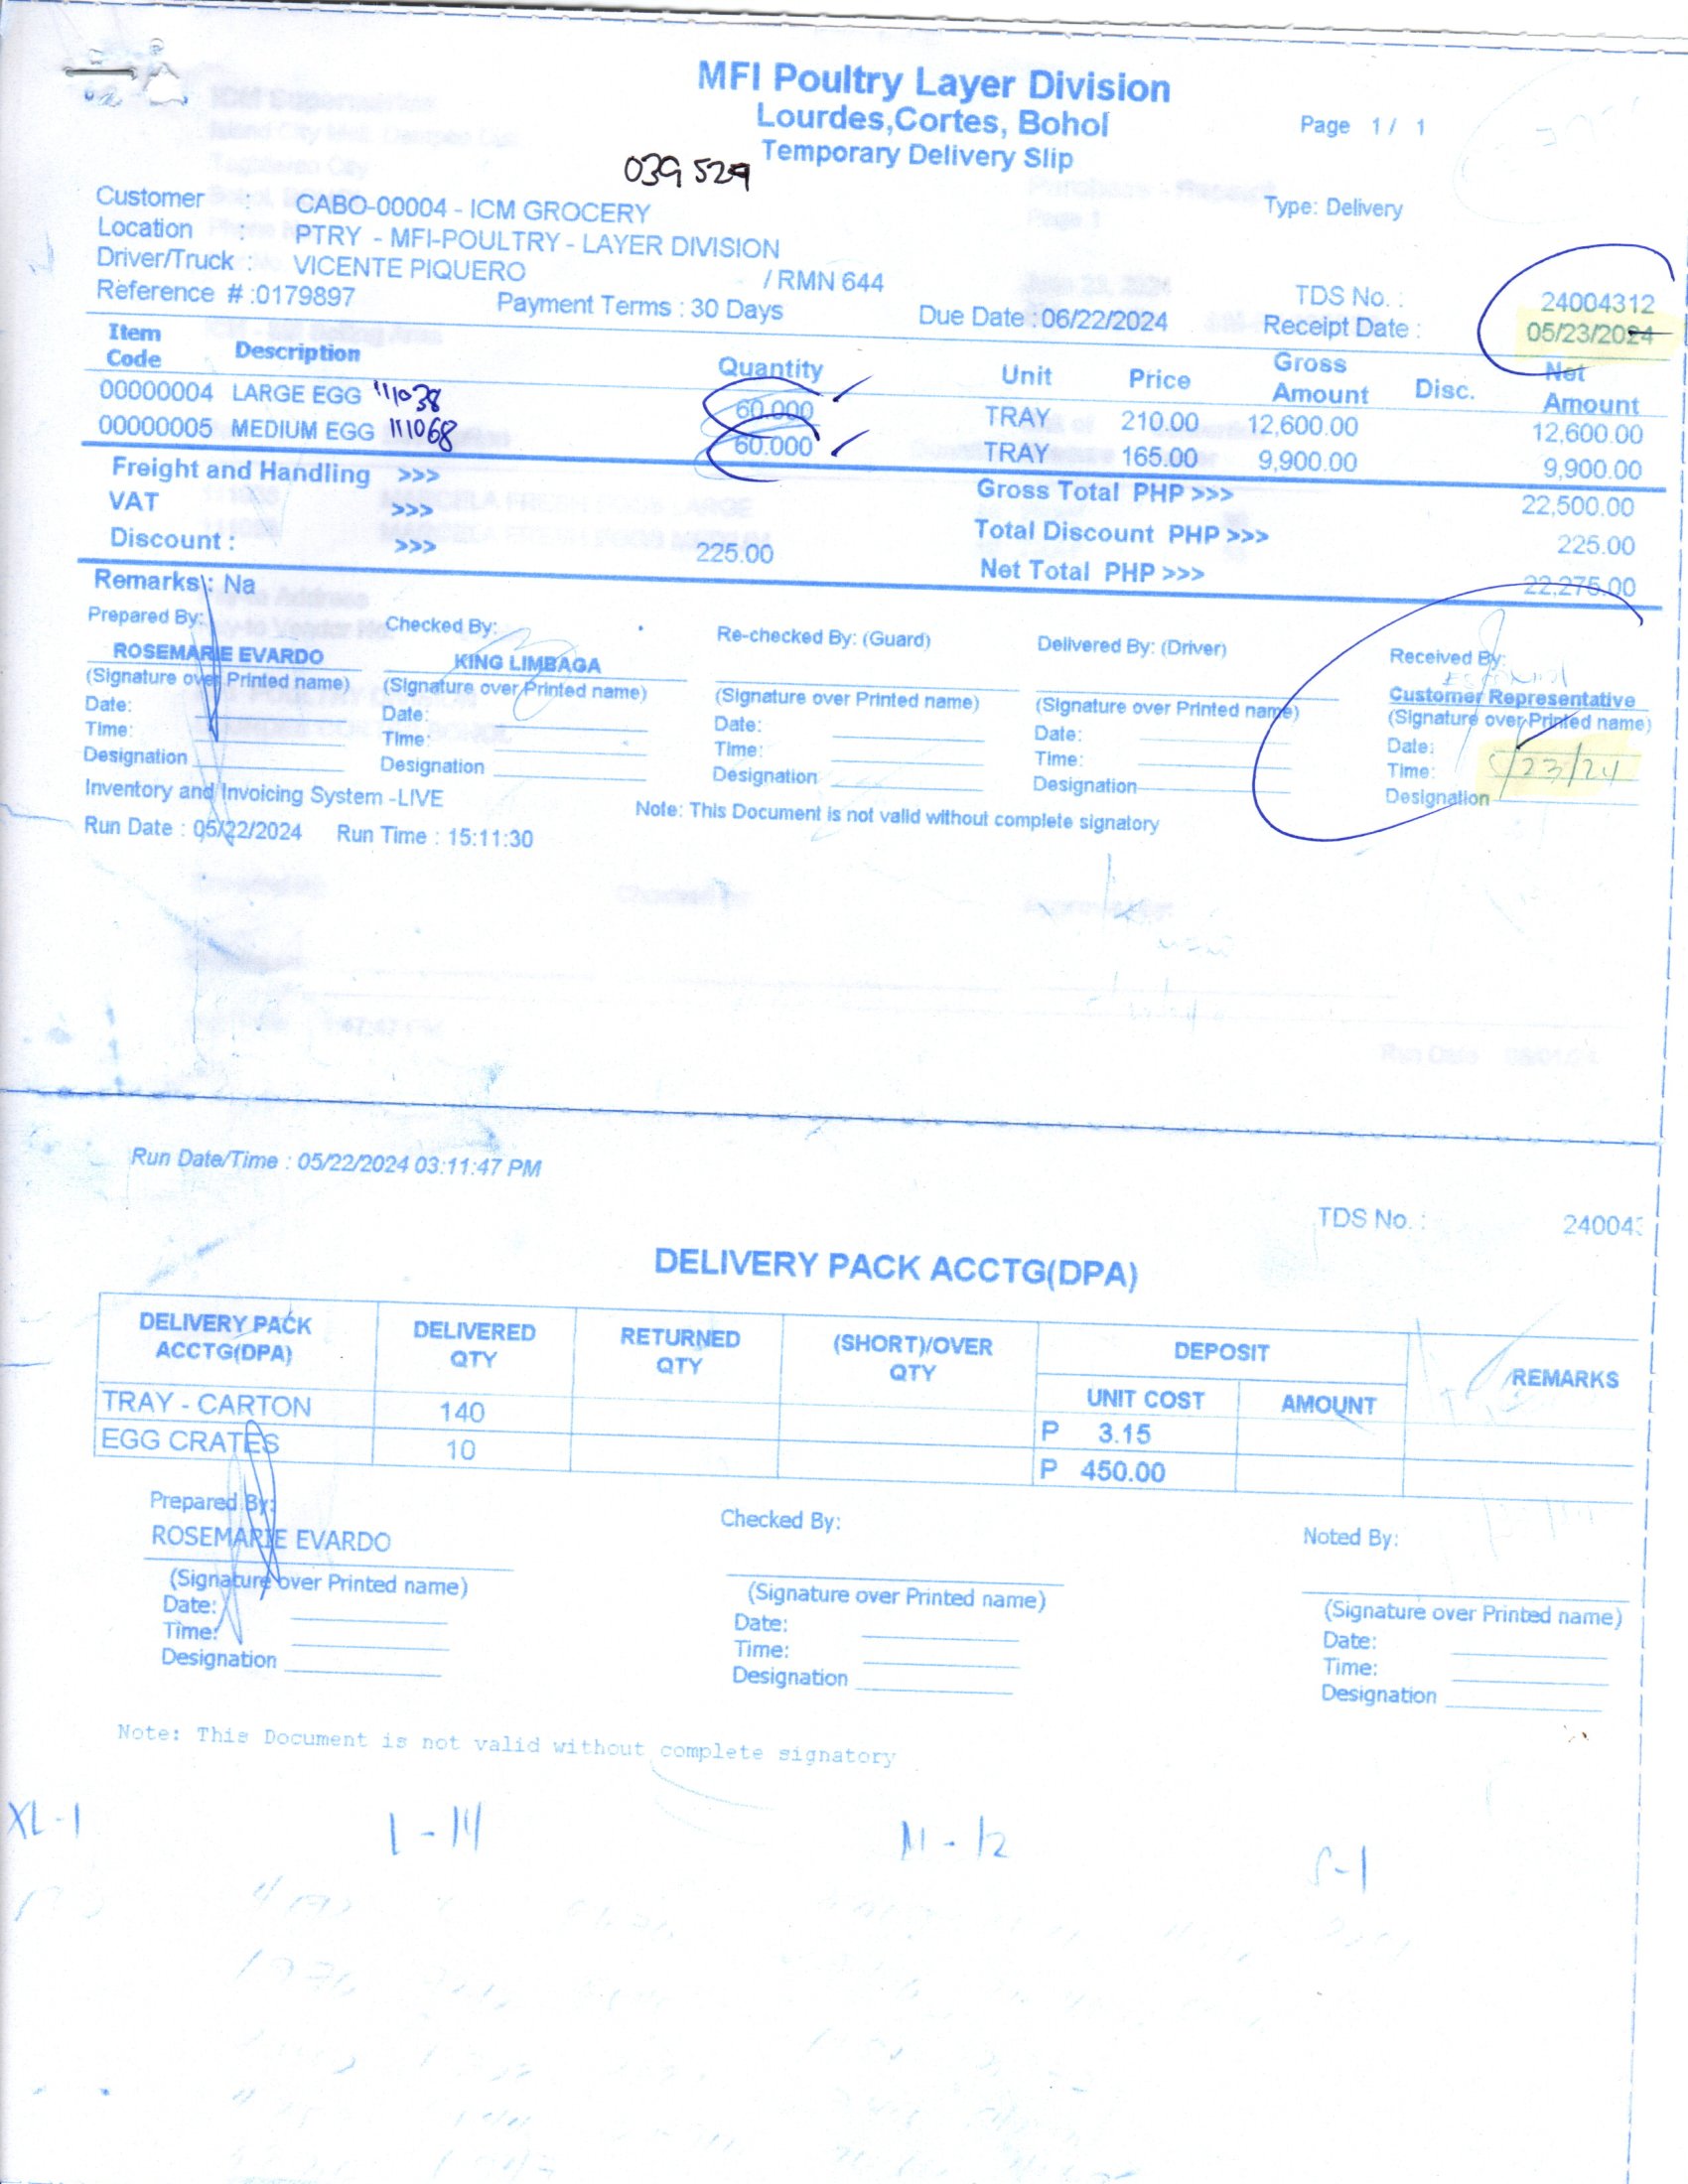 MFI Poultry Layer Division
Lourdes,Cortes, Bohol
Temporary Delivery Slip
Page 1 / 1
039529
Type: Delivery
Customer : CABO-00004 - ICM GROCERY
Location : PTRY - MFI-POULTRY - LAYER DIVISION
Driver/Truck : VICENTE PIQUERO / RMN 644
TDS No. : 24004312
Reference # :0179897 Payment Terms : 30 Days Due Date :06/22/2024 Receipt Date : 05/23/2024
Item Code Description Quantity Unit Price Gross Amount Disc. Net Amount
00000004 LARGE EGG 111038 60.000 TRAY 210.00 12,600.00 12,600.00
00000005 MEDIUM EGG 111068 60.000 TRAY 165.00 9,900.00 9,900.00
Freight and Handling >>> Gross Total PHP >>> 22,500.00
VAT >>> Total Discount PHP >>> 225.00
Discount : >>> 225.00 Net Total PHP >>> 22,275.00
Remarks : Na
Prepared By: Checked By: Re-checked By: (Guard) Delivered By: (Driver) Received By:
ROSEMARIE EVARDO KING LIMBAGA Customer Representative
(Signature over Printed name) (Signature over Printed name) (Signature over Printed name) (Signature over Printed name) (Signature over Printed name)
Date: Date: Date: Date: Date:
Time: Time: Time: Time: Time: 5/23/24
Designation Designation Designation Designation Designation
Inventory and Invoicing System -LIVE
Note: This Document is not valid without complete signatory
Run Date : 05/22/2024 Run Time : 15:11:30
Run Date/Time : 05/22/2024 03:11:47 PM
TDS No. : 24004
DELIVERY PACK ACCTG(DPA)
DELIVERY PACK ACCTG(DPA) DELIVERED QTY RETURNED QTY (SHORT)/OVER QTY DEPOSIT REMARKS
UNIT COST AMOUNT
TRAY - CARTON 140 P 3.15
EGG CRATES 10 P 450.00
Prepared By: Checked By: Noted By:
ROSEMARIE EVARDO
(Signature over Printed name) (Signature over Printed name) (Signature over Printed name)
Date: Date: Date:
Time: Time: Time:
Designation Designation Designation
Note: This Document is not valid without complete signatory
XL-1 L-14 M-12 S-1